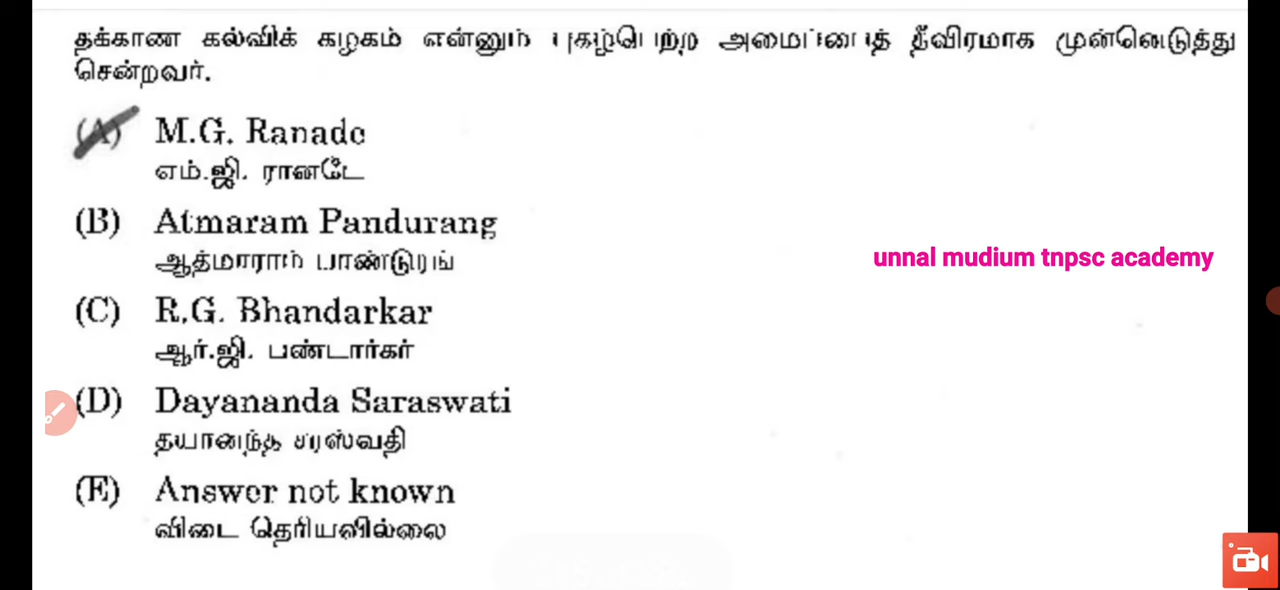 தக்காண கல்விக் கழகம் என்னும் புகழ்பெற்ற அமைப்பைத் தீவிரமாக முன்னெடுத்து
சென்றவர்.
(A) M.G. Ranade
எம்.ஜி. ரானடே
(B) Atmaram Pandurang
ஆத்மாராம் பாண்டுரங்
unnal mudium tnpsc academy
(C) R.G. Bhandarkar
ஆர்.ஜி. பண்டார்கர்
(D) Dayananda Saraswati
தயானந்த சரஸ்வதி
(E) Answer not known
விடை தெரியவில்லை